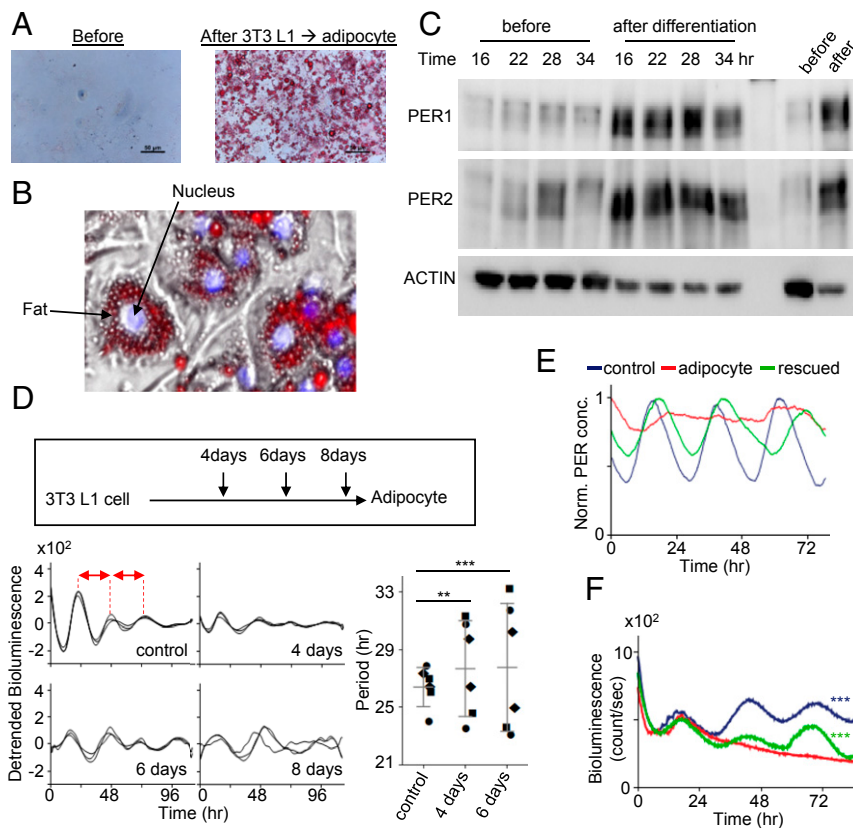 A
Before
After 3T3 L1 → adipocyte
B
Nucleus
Fat
C
before
after differentiation
Time 16 22 28 34 16 22 28 34 hr
before
after
PER1
PER2
ACTIN
D
4days 6days 8days
3T3 L1 cell
Adipocyte
x10²
Detrended Bioluminescence
4
2
0
-2
control
4 days
4
2
0
-2
6 days
8 days
0 48 96 0 48 96
Time (hr)
Period (hr)
33
29
25
21
***
**
control
4 days
6 days
E
control adipocyte rescued
Norm. PER conc.
1
0
0 24 48 72
Time (hr)
F
x10²
Bioluminescence
(count/sec)
10
0
***
***
0 24 48 72
Time (hr)